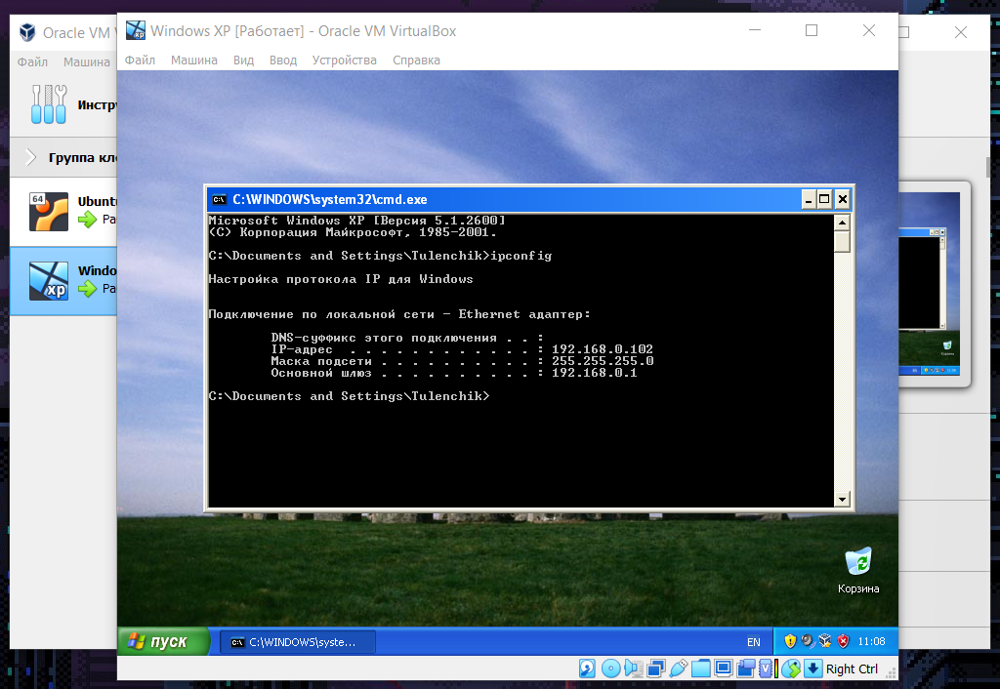 Oracle VM V
Файл Машина
Инстру
Группа кл
64
Ubunt
Ра
Windo
xp
Ра
Windows XP [Работает] - Oracle VM VirtualBox
Файл Машина Вид Ввод Устройства Справка
C:\WINDOWS\system32\cmd.exe
Microsoft Windows XP [Версия 5.1.2600]
(С) Корпорация Майкрософт, 1985-2001.
C:\Documents and Settings\Tulenchik>ipconfig
Настройка протокола IP для Windows
Подключение по локальной сети - Ethernet адаптер:
DNS-суффикс этого подключения . . :
IP-адрес . . . . . . . . . . . . : 192.168.0.102
Маска подсети . . . . . . . . . . : 255.255.255.0
Основной шлюз . . . . . . . . . . : 192.168.0.1
C:\Documents and Settings\Tulenchik>
Корзина
пуск
C:\WINDOWS\syste...
EN
11:08
Right Ctrl